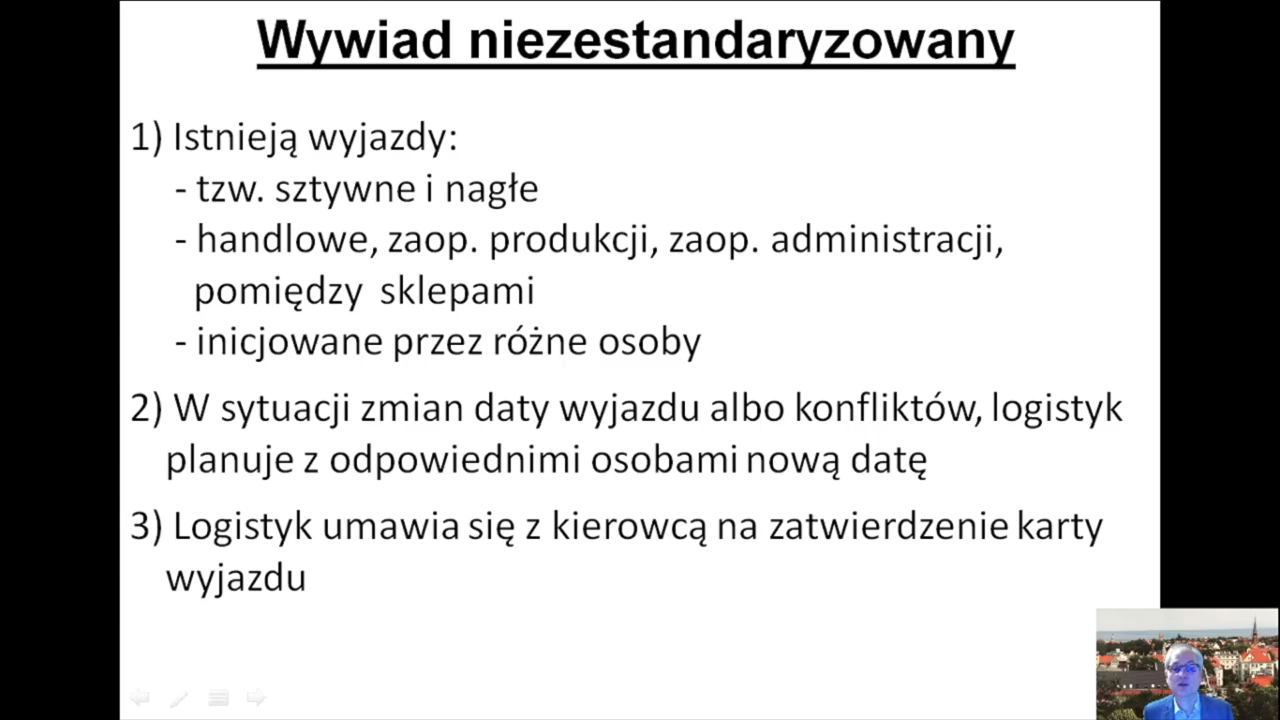 Wywiad niezestandaryzowany
1) Istnieją wyjazdy:
- tzw. sztywne i nagłe
- handlowe, zaop. produkcji, zaop. administracji,
pomiędzy sklepami
- inicjowane przez różne osoby
2) W sytuacji zmian daty wyjazdu albo konfliktów, logistyk
planuje z odpowiednimi osobami nową datę
3) Logistyk umawia się z kierowcą na zatwierdzenie karty
wyjazdu